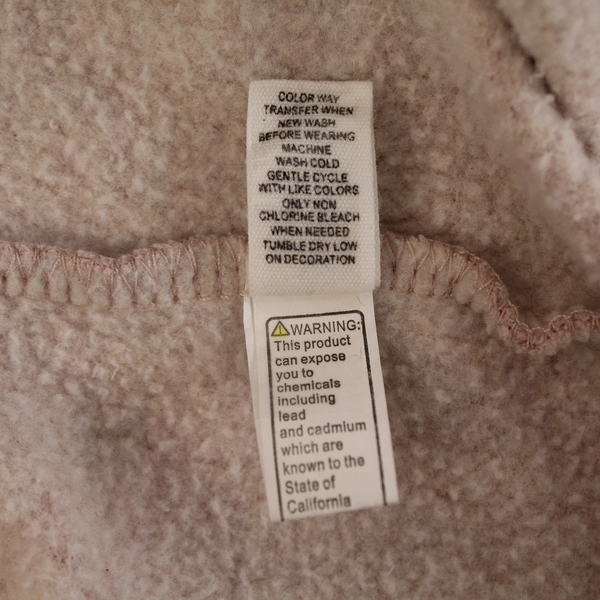 COLOR WAY
TRANSFER WHEN
NEW WASH
BEFORE WEARING
MACHINE
WASH COLD
GENTLE CYCLE
WITH LIKE COLORS
ONLY NON
CHLORINE BLEACH
WHEN NEEDED
TUMBLE DRY LOW
ON DECORATION
WARNING:
This product
can expose
you to
chemicals
including
lead
and cadmium
which are
known to the
State of
California